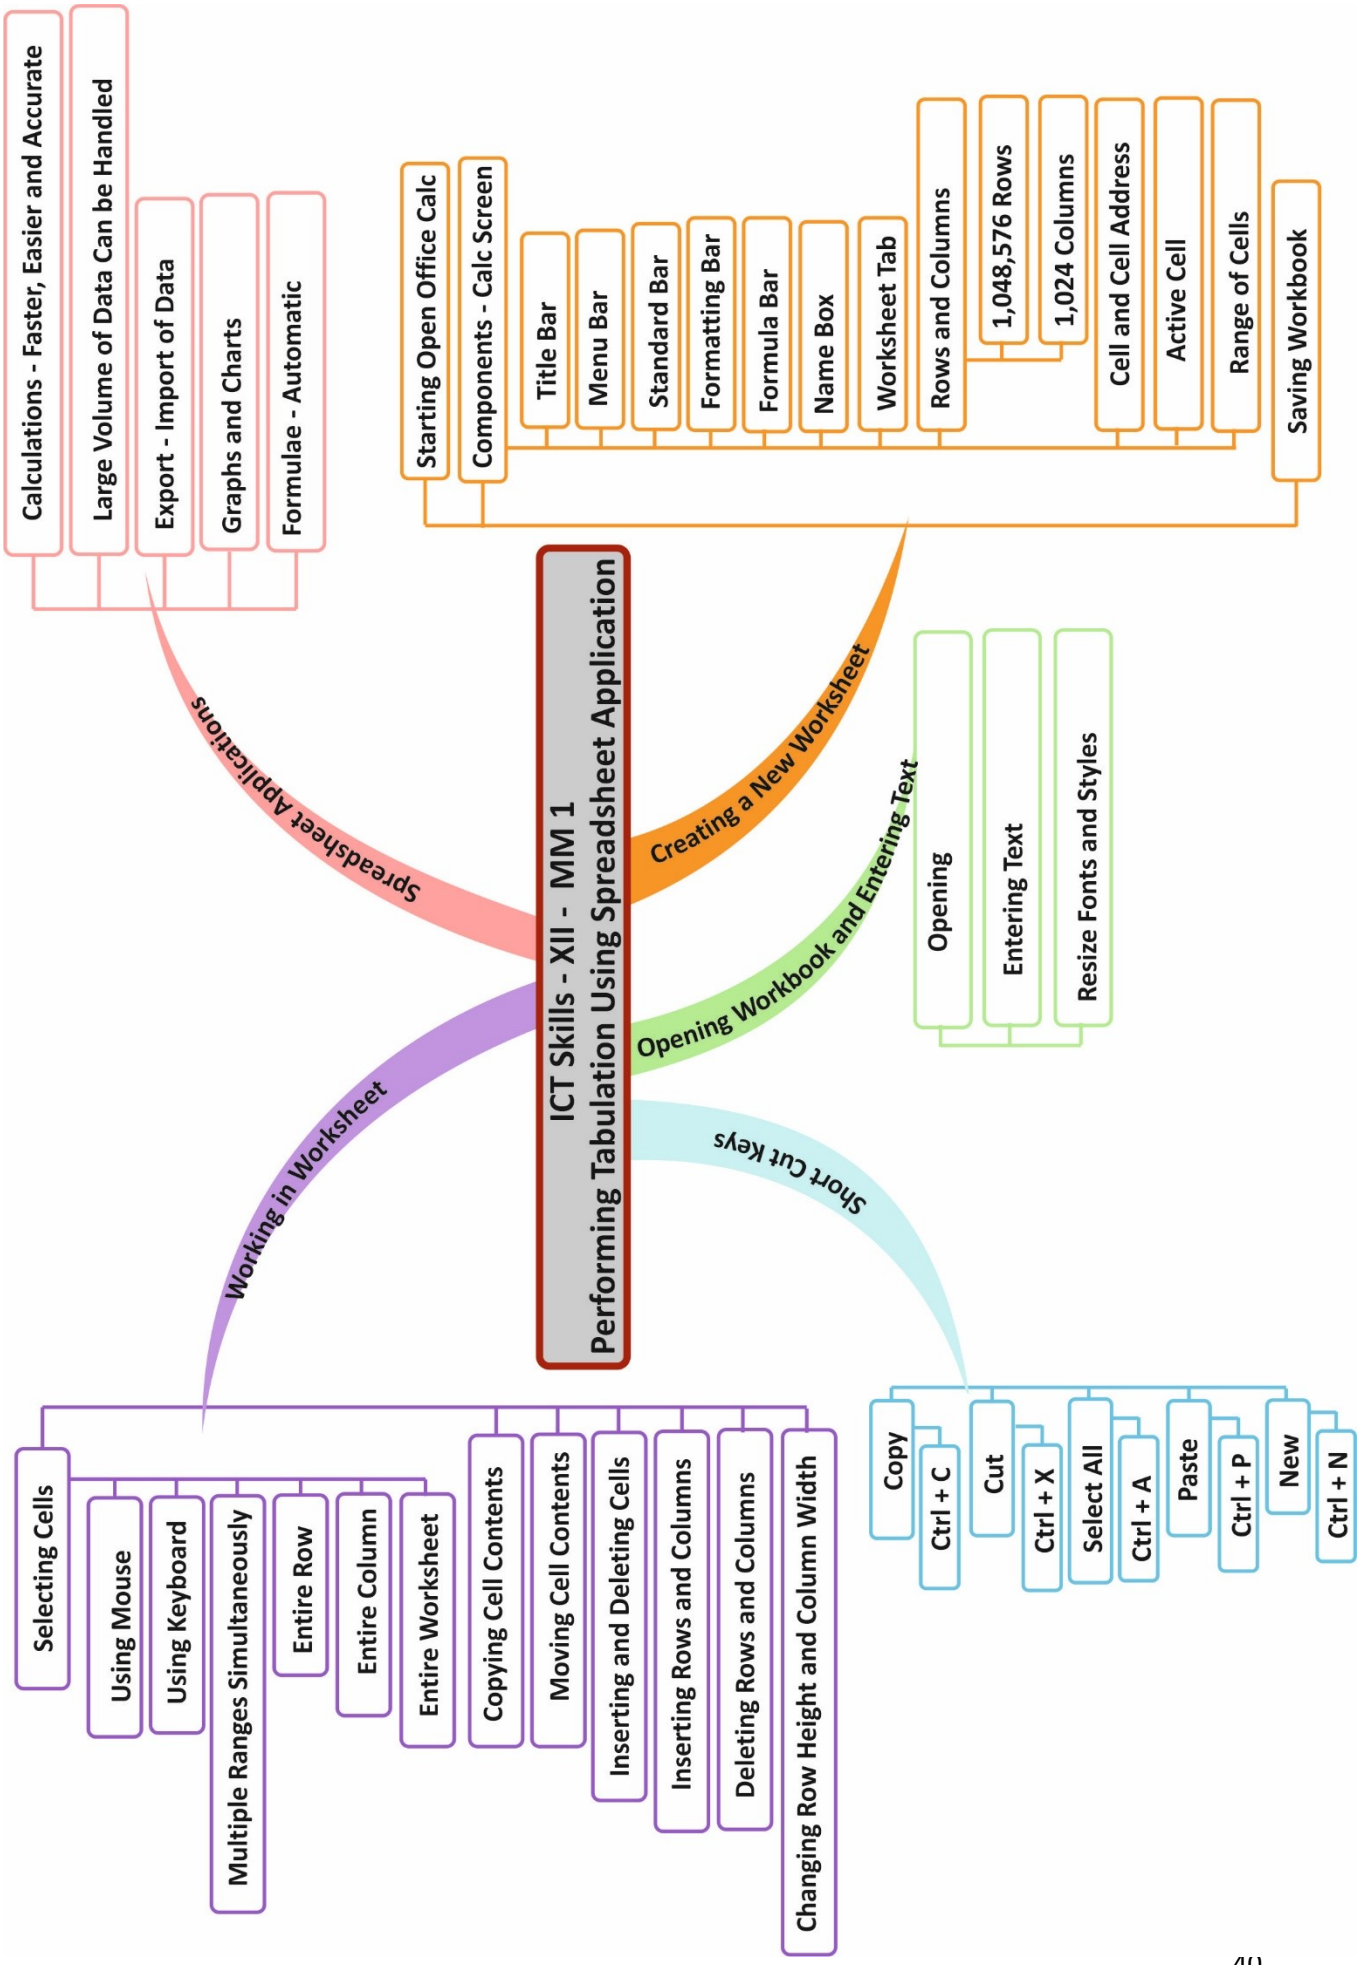 ICT Skills - XII - MM 1
Performing Tabulation Using Spreadsheet Application
Spreadsheet Applications
Calculations - Faster, Easier and Accurate
Large Volume of Data Can be Handled
Export - Import of Data
Graphs and Charts
Formulae - Automatic
Creating a New Worksheet
Starting Open Office Calc
Components - Calc Screen
Title Bar
Menu Bar
Standard Bar
Formatting Bar
Formula Bar
Name Box
Worksheet Tab
Rows and Columns
1,048,576 Rows
1,024 Columns
Cell and Cell Address
Active Cell
Range of Cells
Saving Workbook
Opening Workbook and Entering Text
Opening
Entering Text
Resize Fonts and Styles
Short Cut Keys
Copy
Ctrl + C
Cut
Ctrl + X
Select All
Ctrl + A
Paste
Ctrl + P
New
Ctrl + N
Working in Worksheet
Selecting Cells
Using Mouse
Using Keyboard
Multiple Ranges Simultaneously
Entire Row
Entire Column
Entire Worksheet
Copying Cell Contents
Moving Cell Contents
Inserting and Deleting Cells
Inserting Rows and Columns
Deleting Rows and Columns
Changing Row Height and Column Width